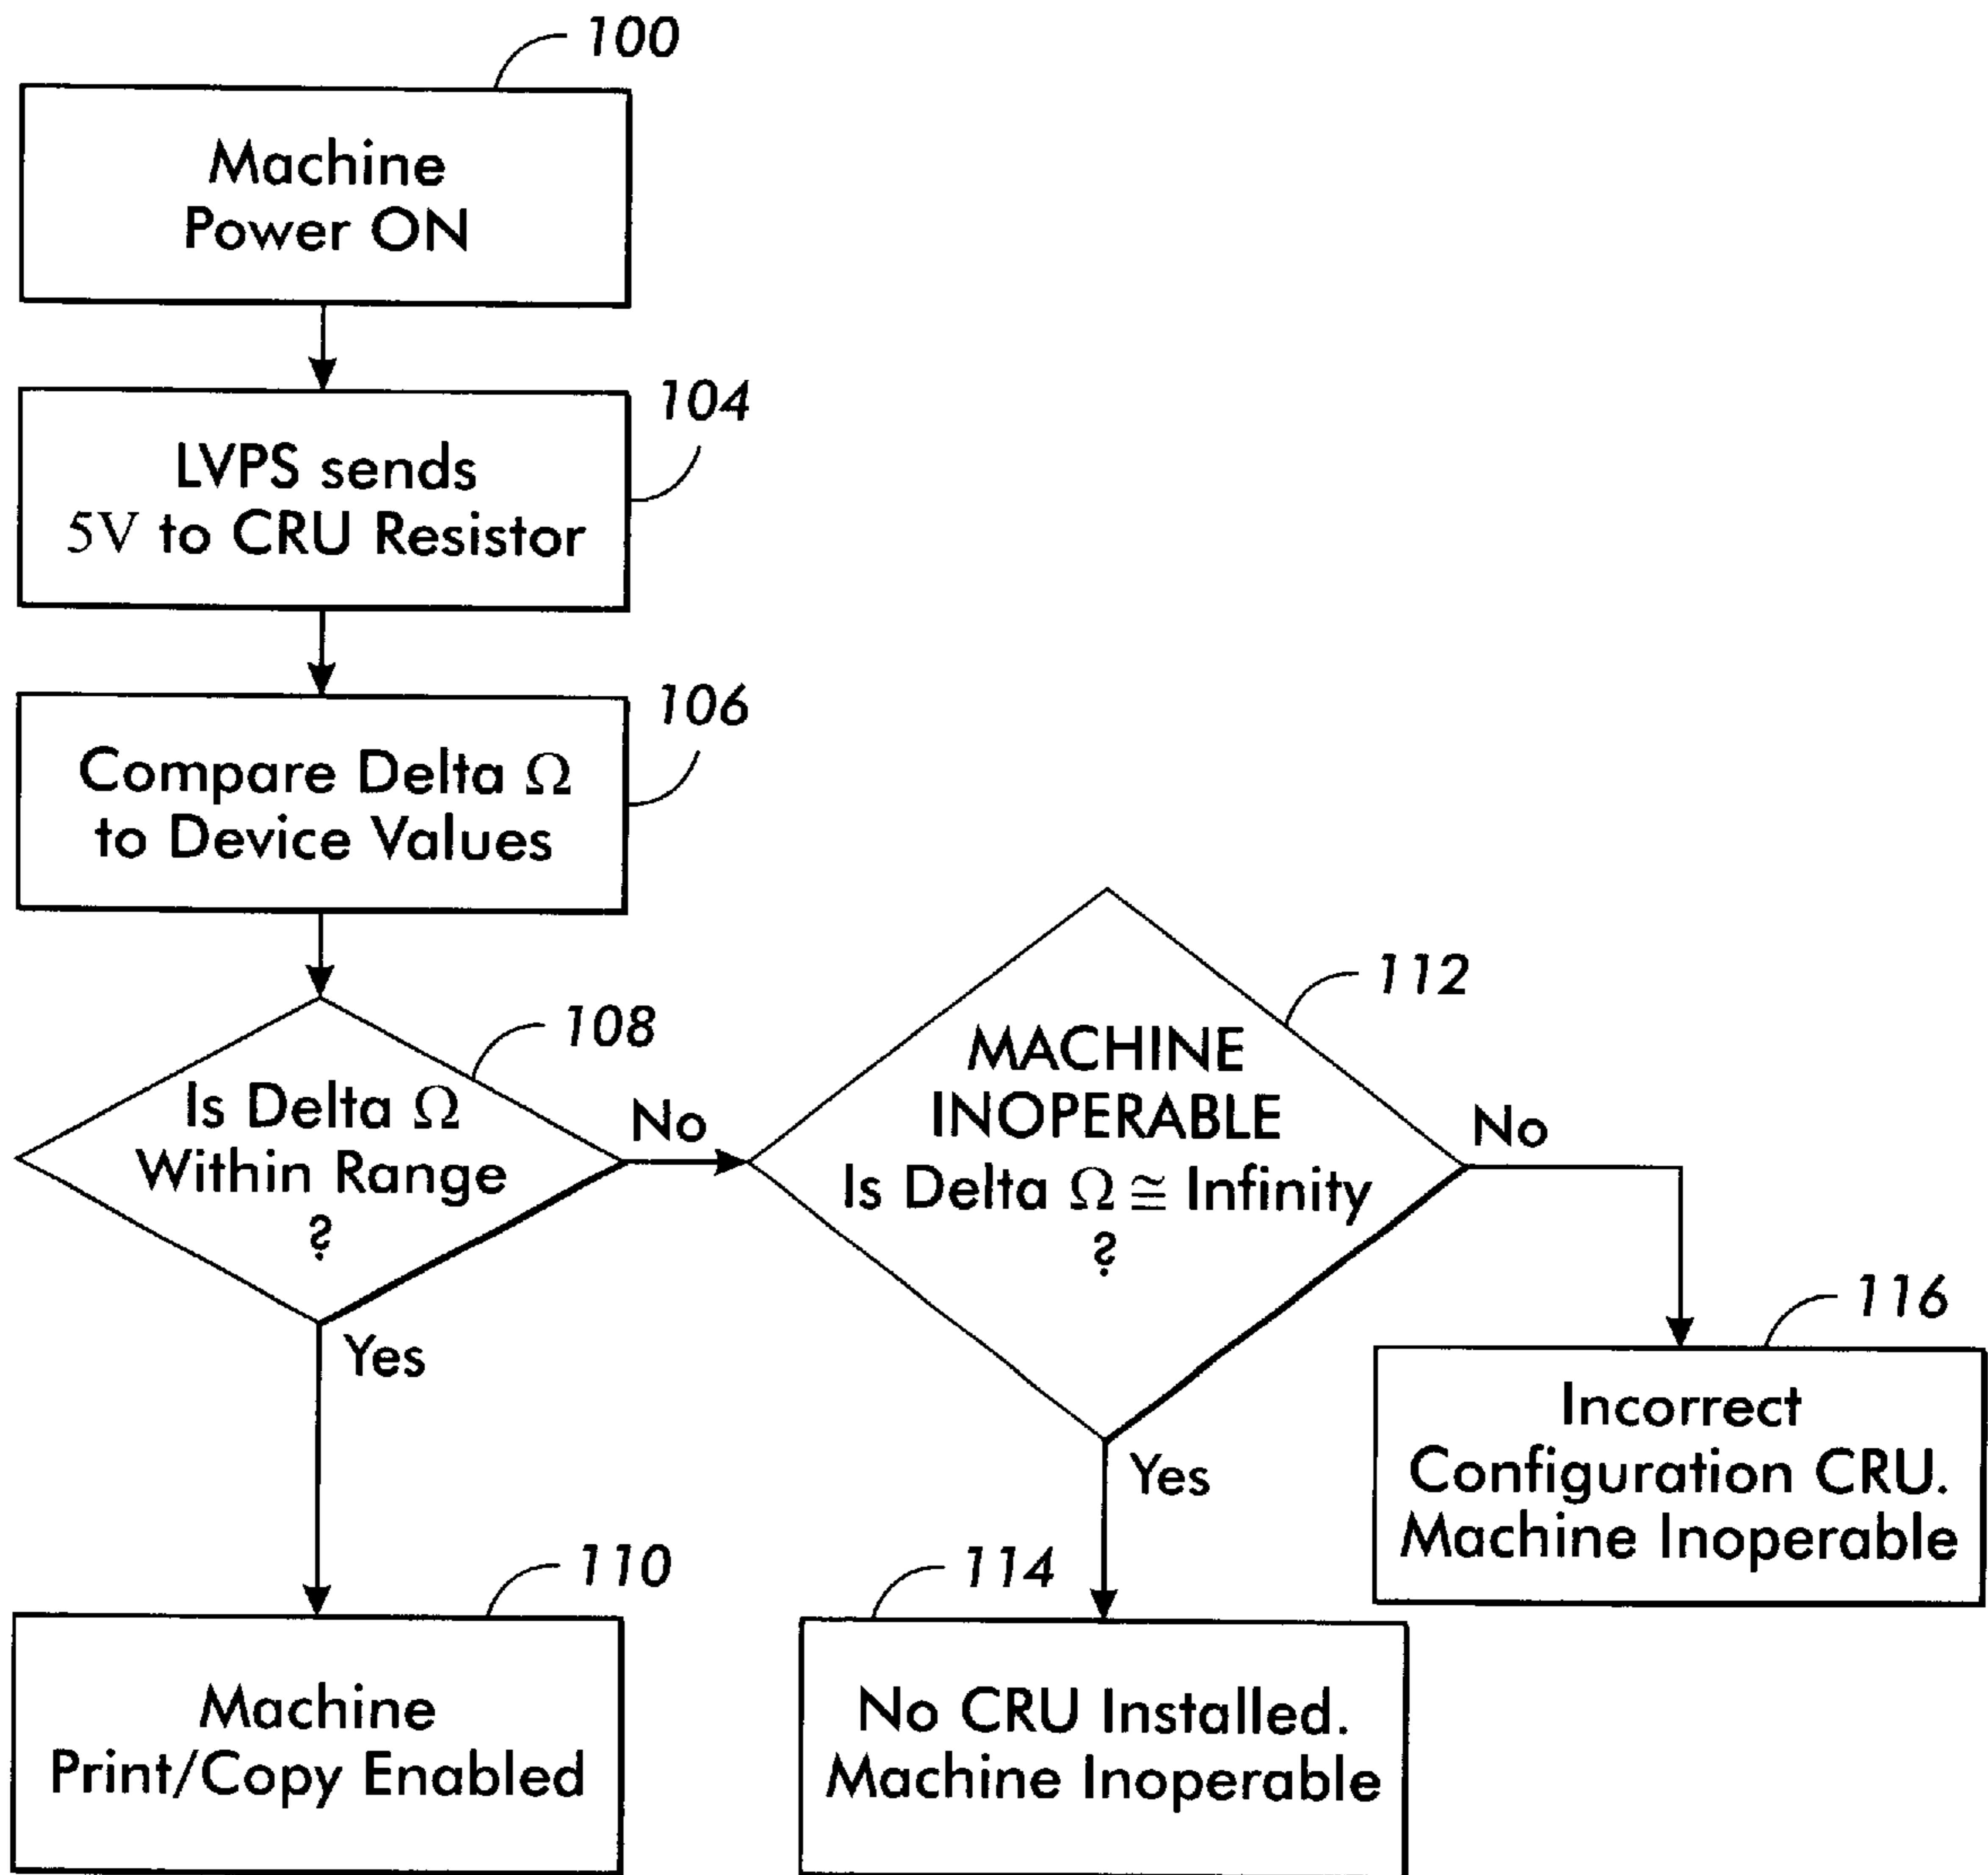 100
Machine
Power ON
104
LVPS sends
5V to CRU Resistor
106
Compare Delta Ω
to Device Values
108
Is Delta Ω
Within Range
?
No
Yes
112
MACHINE
INOPERABLE
Is Delta Ω ≅ Infinity
?
No
Yes
116
Incorrect
Configuration CRU.
Machine Inoperable
110
Machine
Print/Copy Enabled
114
No CRU Installed.
Machine Inoperable